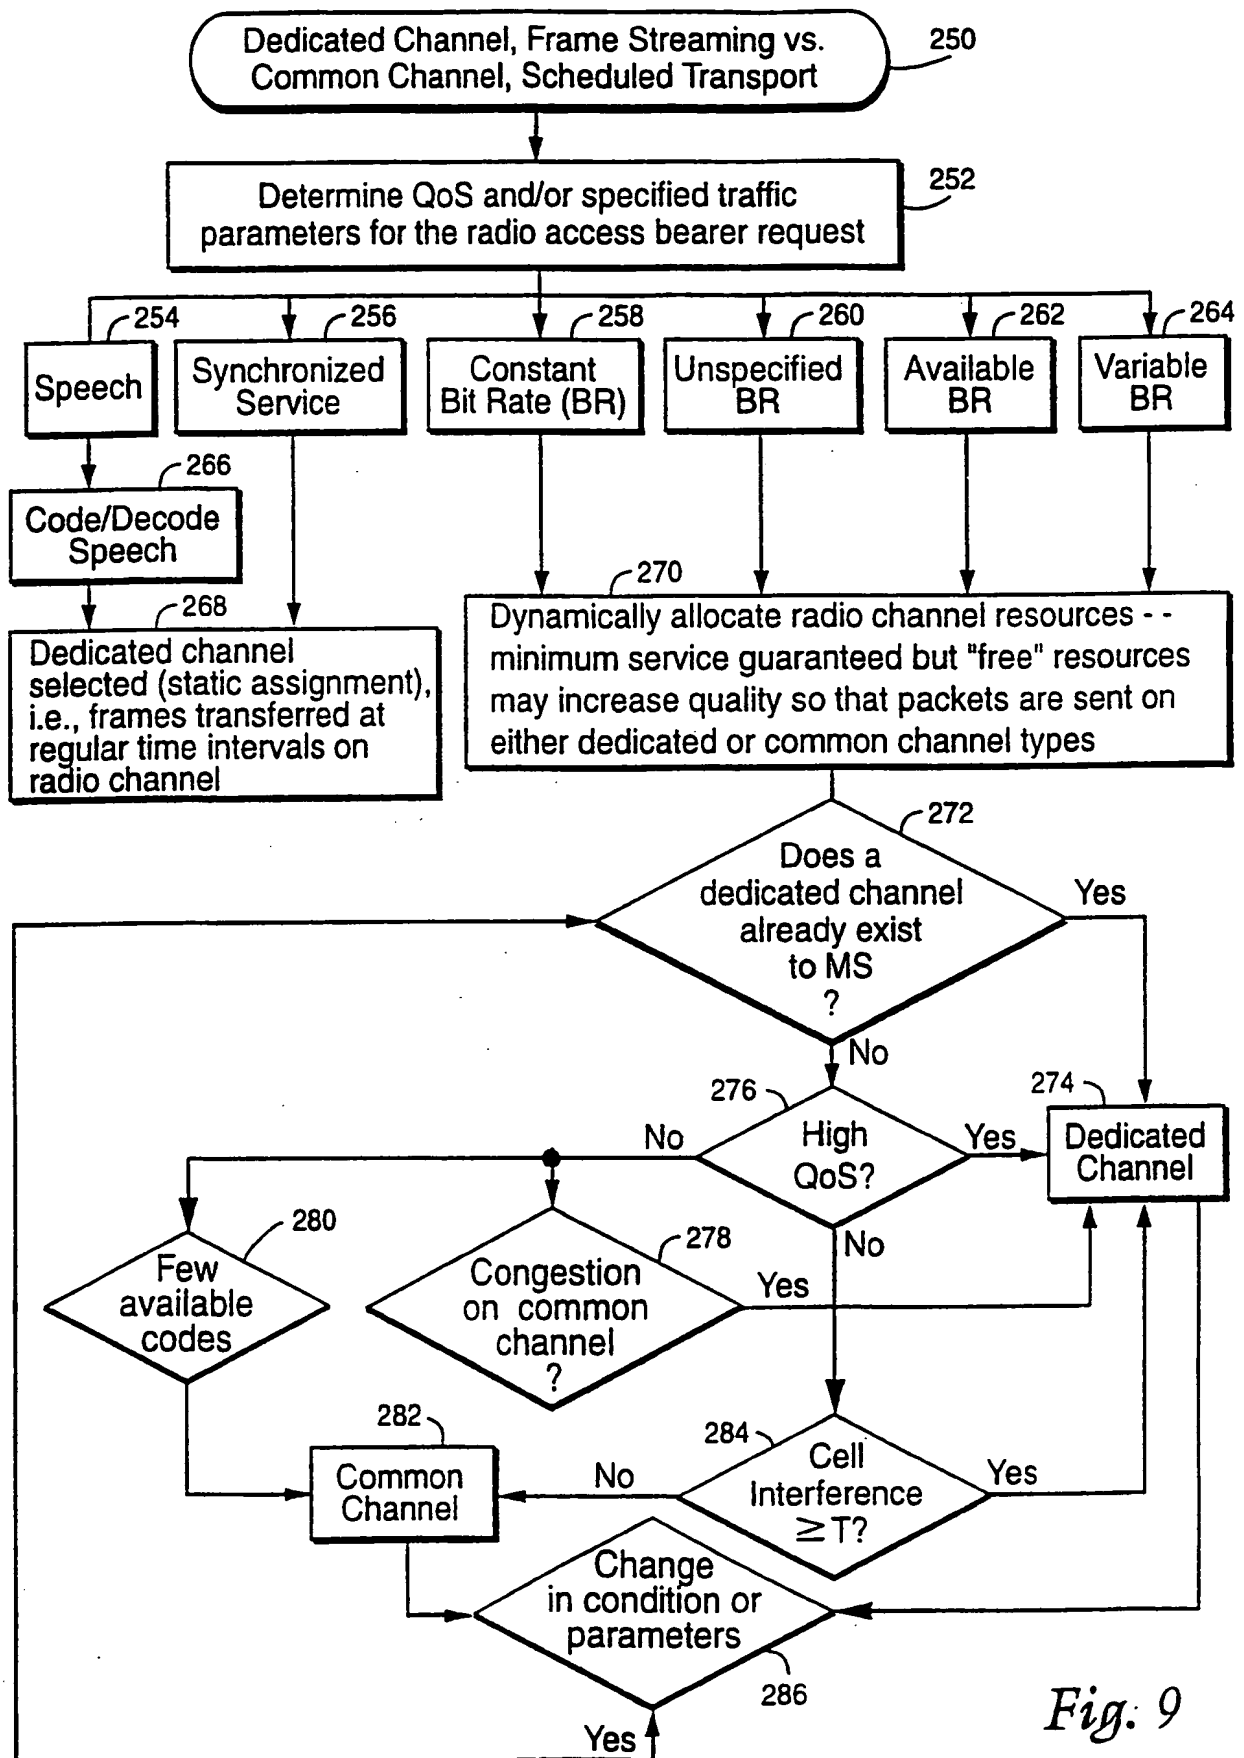 Dedicated Channel, Frame Streaming vs.
Common Channel, Scheduled Transport
250
Determine QoS and/or specified traffic
parameters for the radio access bearer request
252
254
256
258
260
262
264
Speech
Synchronized
Service
Constant
Bit Rate (BR)
Unspecified
BR
Available
BR
Variable
BR
266
Code/Decode
Speech
268
Dedicated channel
selected (static assignment),
i.e., frames transferred at
regular time intervals on
radio channel
270
Dynamically allocate radio channel resources - -
minimum service guaranteed but "free" resources
may increase quality so that packets are sent on
either dedicated or common channel types
272
Does a
dedicated channel
already exist
to MS
?
Yes
No
276
High
QoS?
No
Yes
No
274
Dedicated
Channel
280
Few
available
codes
278
Congestion
on common
channel
?
Yes
282
Common
Channel
284
Cell
Interference
≥ T?
No
Yes
Change
in condition or
parameters
286
Yes
Fig. 9